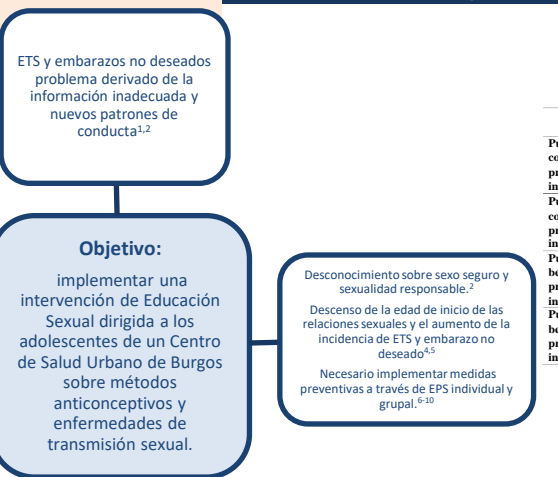 ETS y embarazos no deseados
problema derivado de la
información inadecuada y
nuevos patrones de
conducta1,2
Objetivo:
implementar una
intervención de Educación
Sexual dirigida a los
adolescentes de un Centro
de Salud Urbano de Burgos
sobre métodos
anticonceptivos y
enfermedades de
transmisión sexual.
Desconocimiento sobre sexo seguro y
sexualidad responsable.2
Descenso de la edad de inicio de las
relaciones sexuales y el aumento de la
incidencia de ETS y embarazo no
deseado4,5
Necesario implementar medidas
preventivas a través de EPS individual y
grupal.6-10